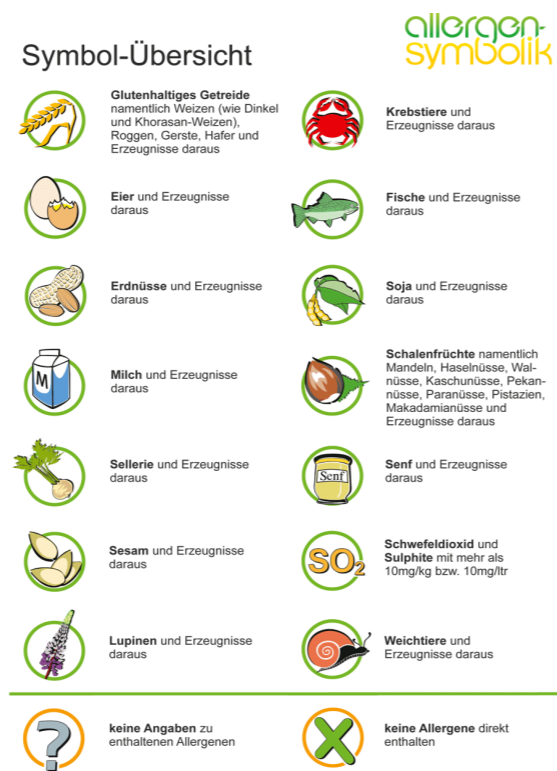 Symbol-Übersicht
allergen-
symbolik
Glutenhaltiges Getreide
namentlich Weizen (wie Dinkel
und Khorasan-Weizen),
Roggen, Gerste, Hafer und
Erzeugnisse daraus
Krebstiere und
Erzeugnisse daraus
Eier und Erzeugnisse
daraus
Fische und Erzeugnisse
daraus
Erdnüsse und Erzeugnisse
daraus
Soja und Erzeugnisse
daraus
M
Milch und Erzeugnisse
daraus
Schalenfrüchte namentlich
Mandeln, Haselnüsse, Wal-
nüsse, Kaschunüsse, Pekan-
nüsse, Paranüsse, Pistazien,
Makadamianüsse und
Erzeugnisse daraus
Sellerie und Erzeugnisse
daraus
Senf
Senf und Erzeugnisse
daraus
Sesam und Erzeugnisse
daraus
SO2
Schwefeldioxid und
Sulphite mit mehr als
10mg/kg bzw. 10mg/ltr
Lupinen und Erzeugnisse
daraus
Weichtiere und
Erzeugnisse daraus
?
keine Angaben zu
enthaltenen Allergenen
X
keine Allergene direkt
enthalten